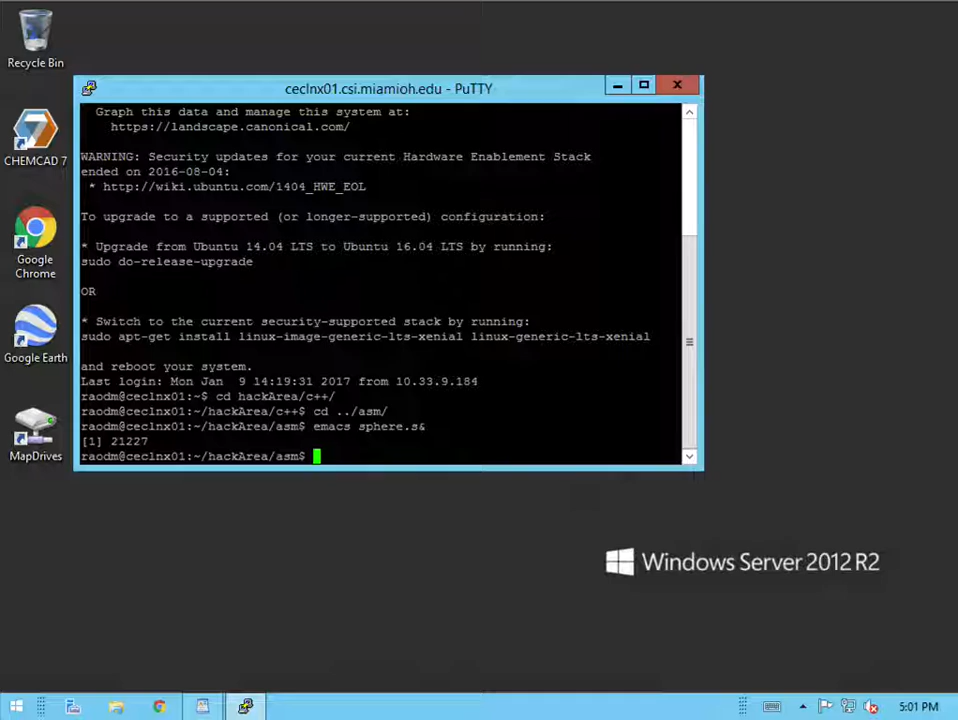 Recycle Bin
CHEMCAD 7
Google
Chrome
Google Earth
MapDrives
ceclnx01.csi.miamioh.edu - PuTTY
Graph this data and manage this system at:
https://landscape.canonical.com/
WARNING: Security updates for your current Hardware Enablement Stack
ended on 2016-08-04:
* http://wiki.ubuntu.com/1404_HWE_EOL
To upgrade to a supported (or longer-supported) configuration:
* Upgrade from Ubuntu 14.04 LTS to Ubuntu 16.04 LTS by running:
sudo do-release-upgrade
OR
* Switch to the current security-supported stack by running:
sudo apt-get install linux-image-generic-lts-xenial linux-generic-lts-xenial
and reboot your system.
Last login: Mon Jan  9 14:19:31 2017 from 10.33.9.184
raodm@ceclnx01:~$ cd hackArea/c++/
raodm@ceclnx01:~/hackArea/c++$ cd ../asm/
raodm@ceclnx01:~/hackArea/asm$ emacs sphere.s&
[1] 21227
raodm@ceclnx01:~/hackArea/asm$
Windows Server 2012 R2
5:01 PM